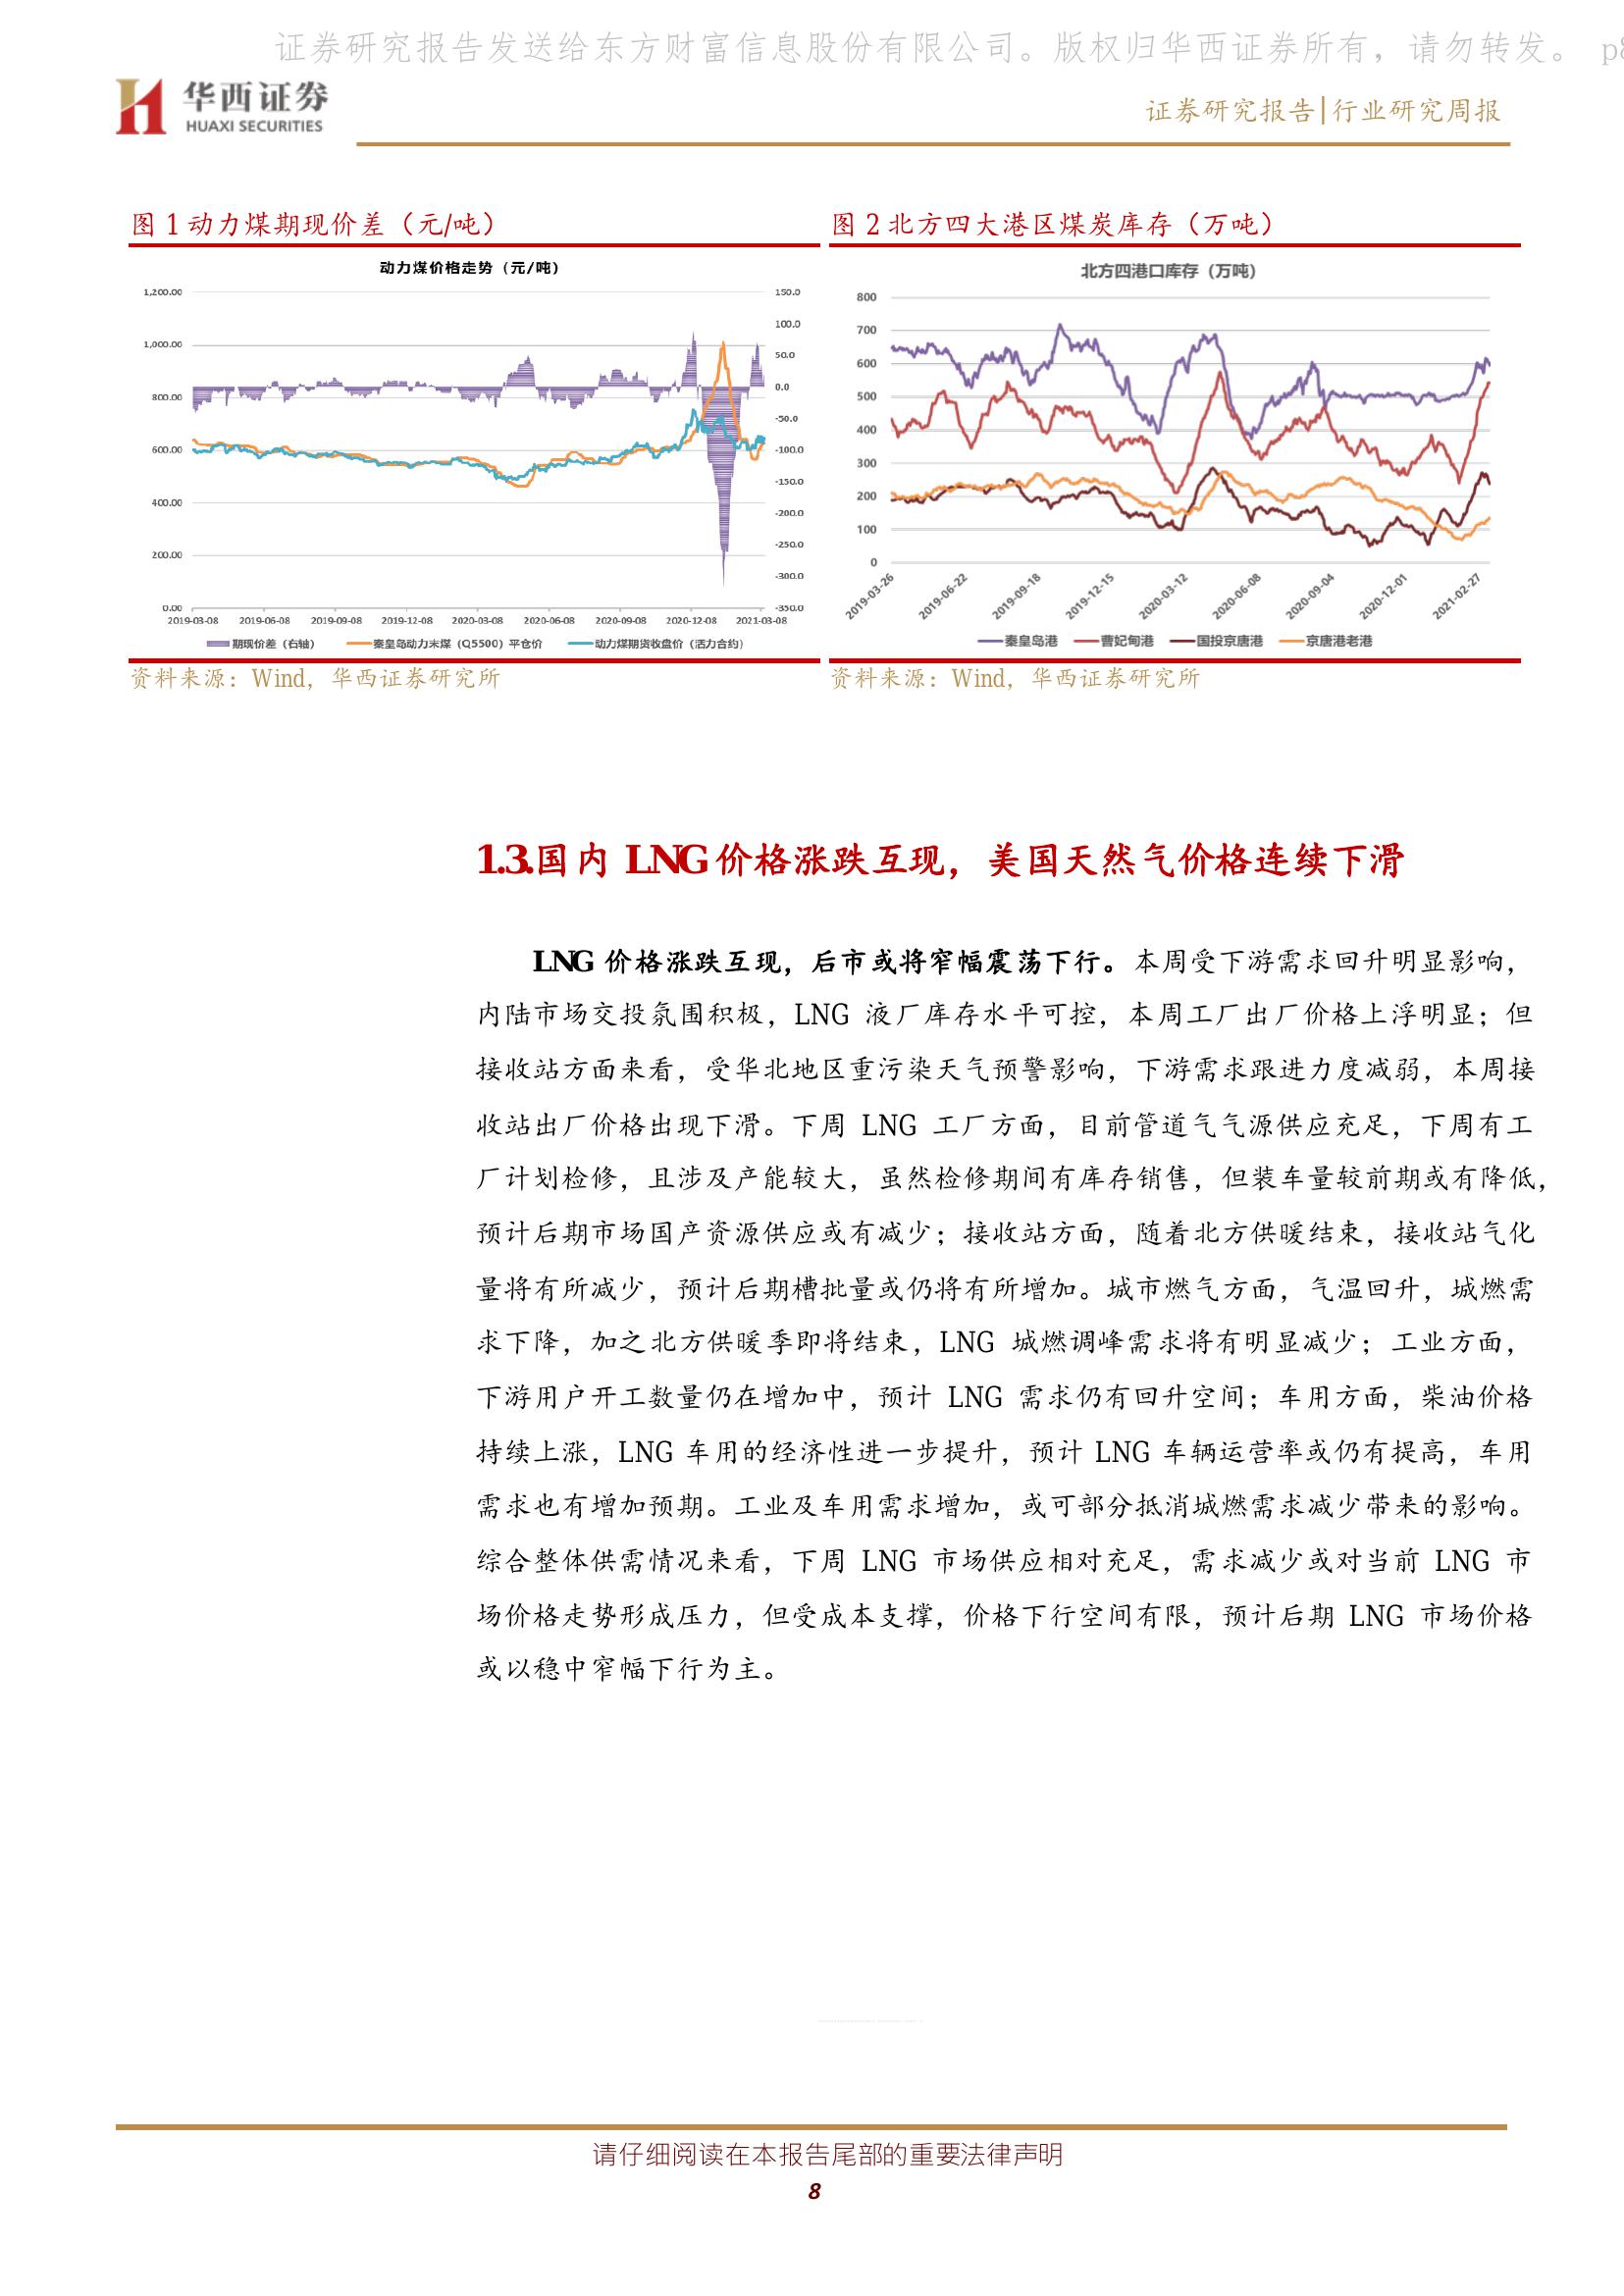 证券研究报告发送给东方财富信息股份有限公司。版权归华西证券所有，请勿转发。 p8
华西证券
HUAXI SECURITIES
证券研究报告|行业研究周报
图 1 动力煤期现价差（元/吨）
动力煤价格走势（元/吨）
1,200.00
1,000.00
800.00
600.00
400.00
200.00
0.00
150.0
100.0
50.0
0.0
-50.0
-100.0
-150.0
-200.0
-250.0
-300.0
-350.0
2019-03-08 2019-06-08 2019-09-08 2019-12-08 2020-03-08 2020-06-08 2020-09-08 2020-12-08 2021-03-08
期现价差（右轴） 秦皇岛动力末煤（Q5500）平仓价 动力煤期货收盘价（活力合约）
资料来源：Wind，华西证券研究所
图 2 北方四大港区煤炭库存（万吨）
北方四港口库存（万吨）
800
700
600
500
400
300
200
100
0
2019-03-26 2019-06-22 2019-09-18 2019-12-15 2020-03-12 2020-06-08 2020-09-04 2020-12-01 2021-02-27
秦皇岛港 曹妃甸港 国投京唐港 京唐港老港
资料来源：Wind，华西证券研究所
1.3.国内 LNG 价格涨跌互现，美国天然气价格连续下滑
LNG 价格涨跌互现，后市或将窄幅震荡下行。本周受下游需求回升明显影响，
内陆市场交投氛围积极，LNG 液厂库存水平可控，本周工厂出厂价格上浮明显；但
接收站方面来看，受华北地区重污染天气预警影响，下游需求跟进力度减弱，本周接
收站出厂价格出现下滑。下周 LNG 工厂方面，目前管道气气源供应充足，下周有工
厂计划检修，且涉及产能较大，虽然检修期间有库存销售，但装车量较前期或有降低，
预计后期市场国产资源供应或有减少；接收站方面，随着北方供暖结束，接收站气化
量将有所减少，预计后期槽批量或仍将有所增加。城市燃气方面，气温回升，城燃需
求下降，加之北方供暖季即将结束，LNG 城燃调峰需求将有明显减少；工业方面，
下游用户开工数量仍在增加中，预计 LNG 需求仍有回升空间；车用方面，柴油价格
持续上涨，LNG 车用的经济性进一步提升，预计 LNG 车辆运营率或仍有提高，车用
需求也有增加预期。工业及车用需求增加，或可部分抵消城燃需求减少带来的影响。
综合整体供需情况来看，下周 LNG 市场供应相对充足，需求减少或对当前 LNG 市
场价格走势形成压力，但受成本支撑，价格下行空间有限，预计后期 LNG 市场价格
或以稳中窄幅下行为主。
请仔细阅读在本报告尾部的重要法律声明
8